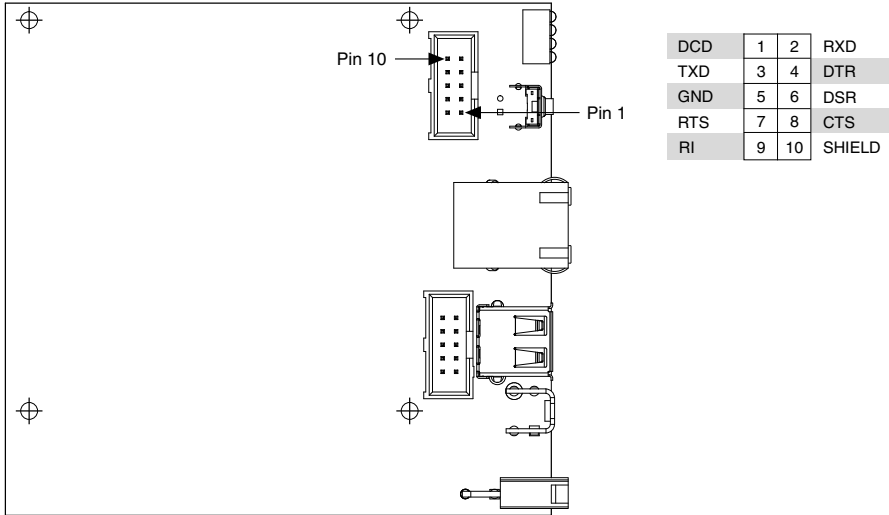 Pin 10
Pin 1
DCD 1 2 RXD
TXD 3 4 DTR
GND 5 6 DSR
RTS 7 8 CTS
RI 9 10 SHIELD